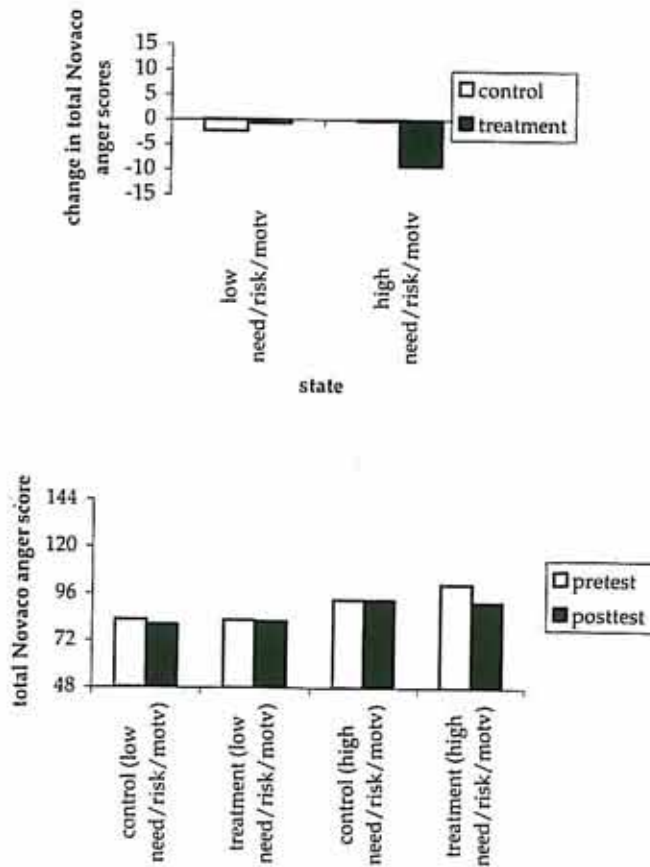 change in total Novaco
anger scores
15
10
5
0
-5
-10
-15
control
treatment
low
need/risk/motv
high
need/risk/motv
state
total Novaco anger score
144
120
96
72
48
pretest
posttest
control (low
need/risk/motv)
treatment (low
need/risk/motv)
control (high
need/risk/motv)
treatment (high
need/risk/motv)